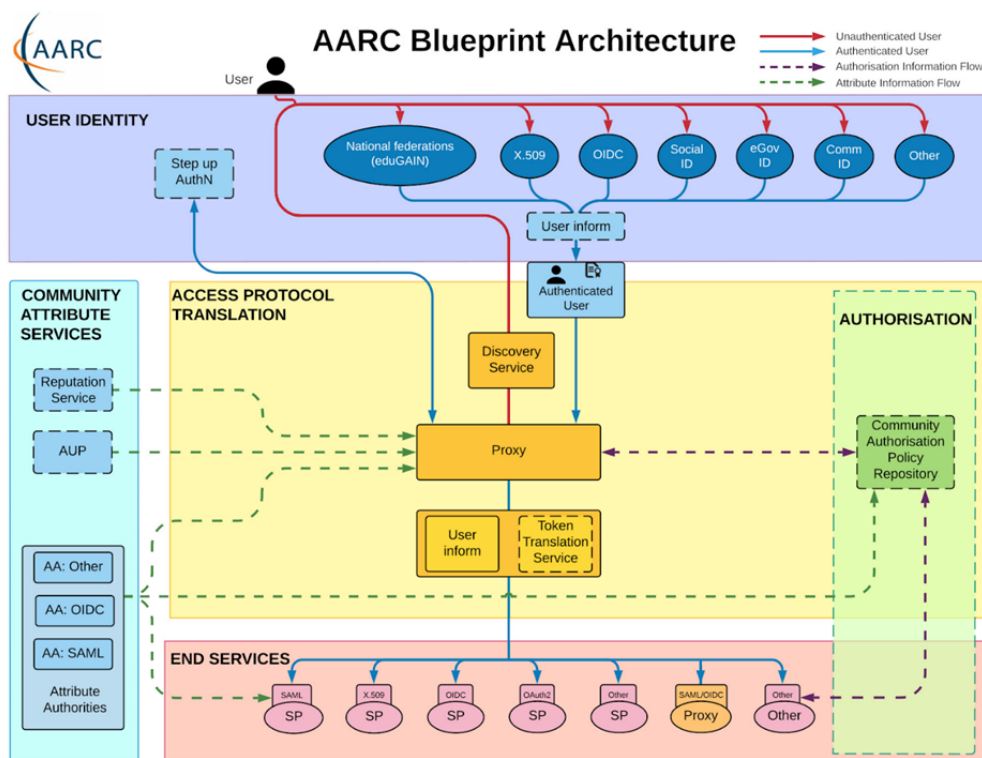 AARC
AARC Blueprint Architecture
Unauthenticated User
Authenticated User
Authorisation Information Flow
Attribute Information Flow
User
USER IDENTITY
Step up
AuthN
National federations
(eduGAIN)
X.509
OIDC
Social
ID
eGov
ID
Comm
ID
Other
User inform
Authenticated
User
COMMUNITY
ATTRIBUTE
SERVICES
ACCESS PROTOCOL
TRANSLATION
AUTHORISATION
Discovery
Service
Reputation
Service
AUP
Proxy
Community
Authorisation
Policy
Repository
User
inform
Token
Translation
Service
AA: Other
AA: OIDC
AA: SAML
Attribute
Authorities
END SERVICES
SAML
SP
X.509
SP
OIDC
SP
OAuth2
SP
Other
SP
SAML/OIDC
Proxy
Other
Other